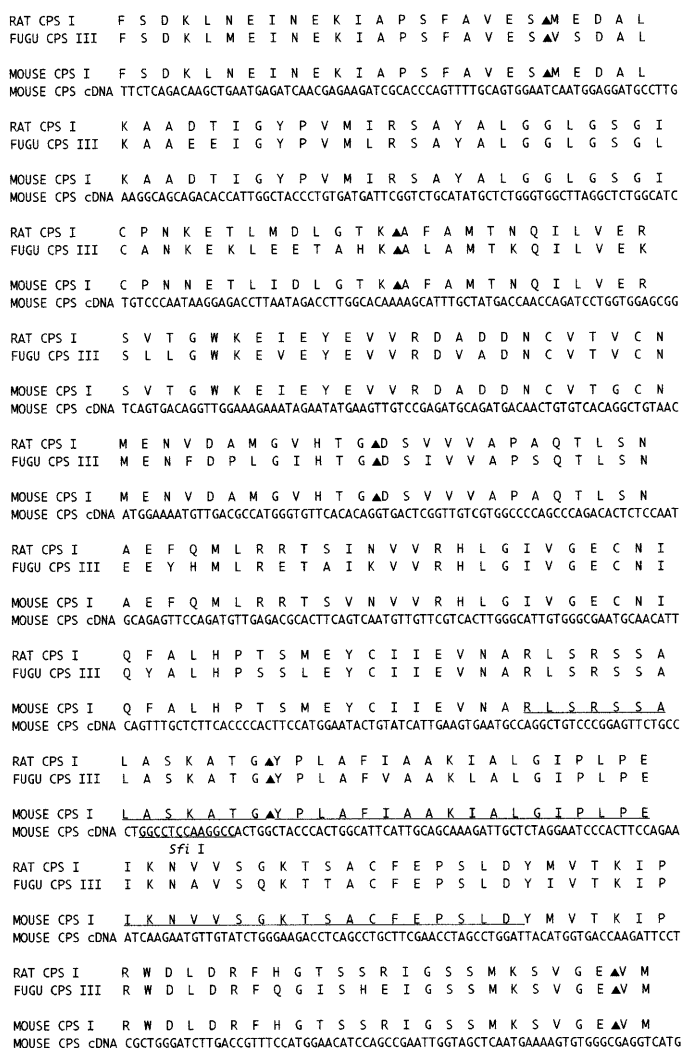 RAT CPS I F S D K L N E I N E K I A P S F A V E S ▲M E D A L
FUGU CPS III F S D K L M E I N E K I A P S F A V E S ▲V S D A L
MOUSE CPS I F S D K L N E I N E K I A P S F A V E S ▲M E D A L
MOUSE CPS cDNA TTCTCAGACAAGCTGAATGAGATCAACGAGAAGATCGCACCCAGTTTTGCAGTGGAATCAATGGAGGATGCCTTG
RAT CPS I K A A D T I G Y P V M I R S A Y A L G G L G S G I
FUGU CPS III K A A E E I G Y P V M L R S A Y A L G G L G S G L
MOUSE CPS I K A A D T I G Y P V M I R S A Y A L G G L G S G I
MOUSE CPS cDNA AAGGCAGCAGACACCATTGGCTACCCTGTGATGATTCGGTCTGCATATGCTCTGGGTGGCTTAGGCTCTGGCATC
RAT CPS I C P N K E T L M D L G T K ▲A F A M T N Q I L V E R
FUGU CPS III C A N K E K L E E T A H K ▲A L A M T K Q I L V E K
MOUSE CPS I C P N N E T L I D L G T K ▲A F A M T N Q I L V E R
MOUSE CPS cDNA TGTCCCAATAAGGAGACCTTAATAGACCTTGGCACAAAAGCATTTGCTATGACCAACCAGATCCTGGTGGAGCGG
RAT CPS I S V T G W K E I E Y E V V R D A D D N C V T V C N
FUGU CPS III S L L G W K E V E Y E V V R D V A D N C V T V C N
MOUSE CPS I S V T G W K E I E Y E V V R D A D D N C V T G C N
MOUSE CPS cDNA TCAGTGACAGGTTGGAAAGAAATAGAATATGAAGTTGTCCGAGATGCAGATGACAACTGTGTCACAGGCTGTAAC
RAT CPS I M E N V D A M G V H T G ▲D S V V V A P A Q T L S N
FUGU CPS III M E N F D P L G I H T G ▲D S I V V A P S Q T L S N
MOUSE CPS I M E N V D A M G V H T G ▲D S V V V A P A Q T L S N
MOUSE CPS cDNA ATGGAAAATGTTGACGCCATGGGTGTTCACACAGGTGACTCGGTTGTCGTGGCCCCAGCCCAGACACTCTCCAAT
RAT CPS I A E F Q M L R R T S I N V V R H L G I V G E C N I
FUGU CPS III E E Y H M L R E T A I K V V R H L G I V G E C N I
MOUSE CPS I A E F Q M L R R T S V N V V R H L G I V G E C N I
MOUSE CPS cDNA GCAGAGTTCCAGATGTTGAGACGCACTTCAGTCAATGTTGTTCGTCACTTGGGCATTGTGGGCGAATGCAACATT
RAT CPS I Q F A L H P T S M E Y C I I E V N A R L S R S S A
FUGU CPS III Q Y A L H P S S L E Y C I I E V N A R L S R S S A
MOUSE CPS I Q F A L H P T S M E Y C I I E V N A R L S R S S A
MOUSE CPS cDNA CAGTTTGCTCTTCACCCCACTTCCATGGAATACTGTATCATTGAAGTGAATGCCAGGCTGTCCCGGAGTTCTGCC
RAT CPS I L A S K A T G ▲Y P L A F I A A K I A L G I P L P E
FUGU CPS III L A S K A T G ▲Y P L A F V A A K L A L G I P L P E
MOUSE CPS I L A S K A T G ▲Y P L A F I A A K I A L G I P L P E
MOUSE CPS cDNA CTGGCCTCCAAGGCCACTGGCTACCCACTGGCATTCATTGCAGCAAAGATTGCTCTAGGAATCCCACTTCCAGAA
Sfi I
RAT CPS I I K N V V S G K T S A C F E P S L D Y M V T K I P
FUGU CPS III I K N A V S Q K T T A C F E P S L D Y I V T K I P
MOUSE CPS I I K N V V S G K T S A C F E P S L D Y M V T K I P
MOUSE CPS cDNA ATCAAGAATGTTGTATCTGGGAAGACCTCAGCCTGCTTCGAACCTAGCCTGGATTACATGGTGACCAAGATTCCT
RAT CPS I R W D L D R F H G T S S R I G S S M K S V G E ▲V M
FUGU CPS III R W D L D R F Q G I S H E I G S S M K S V G E ▲V M
MOUSE CPS I R W D L D R F H G T S S R I G S S M K S V G E ▲V M
MOUSE CPS cDNA CGCTGGGATCTTGACCGTTTCCATGGAACATCCAGCCGAATTGGTAGCTCAATGAAAAGTGTGGGCGAGGTCATG